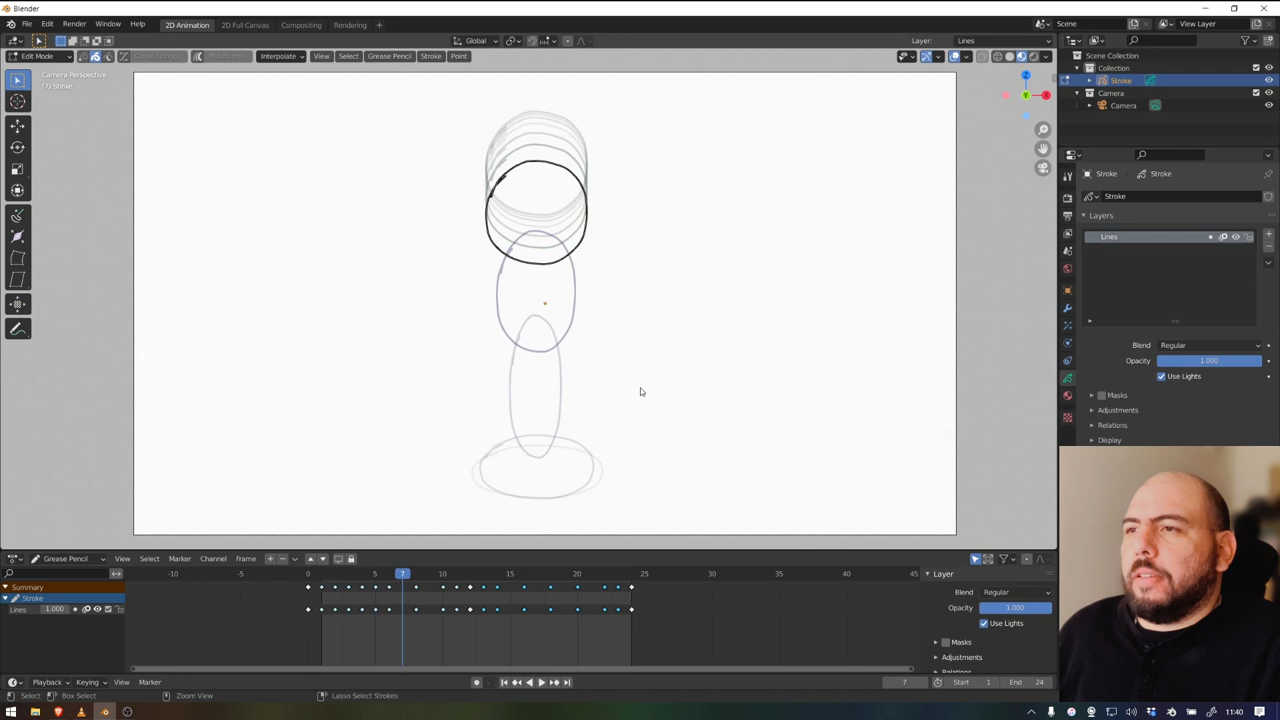 Blender
File Edit Render Window Help 2D Animation 2D Full Canvas Compositing Rendering + Scene View Layer
Global Layer: Lines
Edit Mode Interpolate View Select Grease Pencil Stroke Point
Camera Perspective
(7) Stroke
Z
Y
X
Scene Collection
Collection
Stroke
Camera
Camera
Stroke Stroke
Stroke
Layers
Lines
Blend Regular
Opacity 1.000
Use Lights
Masks
Adjustments
Relations
Display
Grease Pencil View Select Marker Channel Frame
-10 -5 0 5 7 10 15 20 25 30 35 40 45
Summary
Stroke
Lines 1.000
Layer
Blend Regular
Opacity 1.000
Use Lights
Masks
Adjustments
Relations
Playback Keying View Marker 7 Start 1 End 24
Select Box Select Zoom View Lasso Select Strokes
11:40